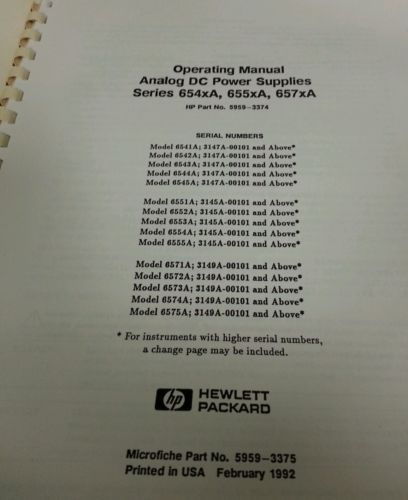 Operating Manual
Analog DC Power Supplies
Series 654xA, 655xA, 657xA
HP Part No. 5959-3374
SERIAL NUMBERS
Model 6541A; 3147A-00101 and Above*
Model 6542A; 3147A-00101 and Above*
Model 6543A; 3147A-00101 and Above*
Model 6544A; 3147A-00101 and Above*
Model 6545A; 3147A-00101 and Above*
Model 6551A; 3145A-00101 and Above*
Model 6552A; 3145A-00101 and Above*
Model 6553A; 3145A-00101 and Above*
Model 6554A; 3145A-00101 and Above*
Model 6555A; 3145A-00101 and Above*
Model 6571A; 3149A-00101 and Above*
Model 6572A; 3149A-00101 and Above*
Model 6573A; 3149A-00101 and Above*
Model 6574A; 3149A-00101 and Above*
Model 6575A; 3149A-00101 and Above*
* For instruments with higher serial numbers,
a change page may be included.
hp HEWLETT
PACKARD
Microfiche Part No. 5959-3375
Printed in USA February 1992